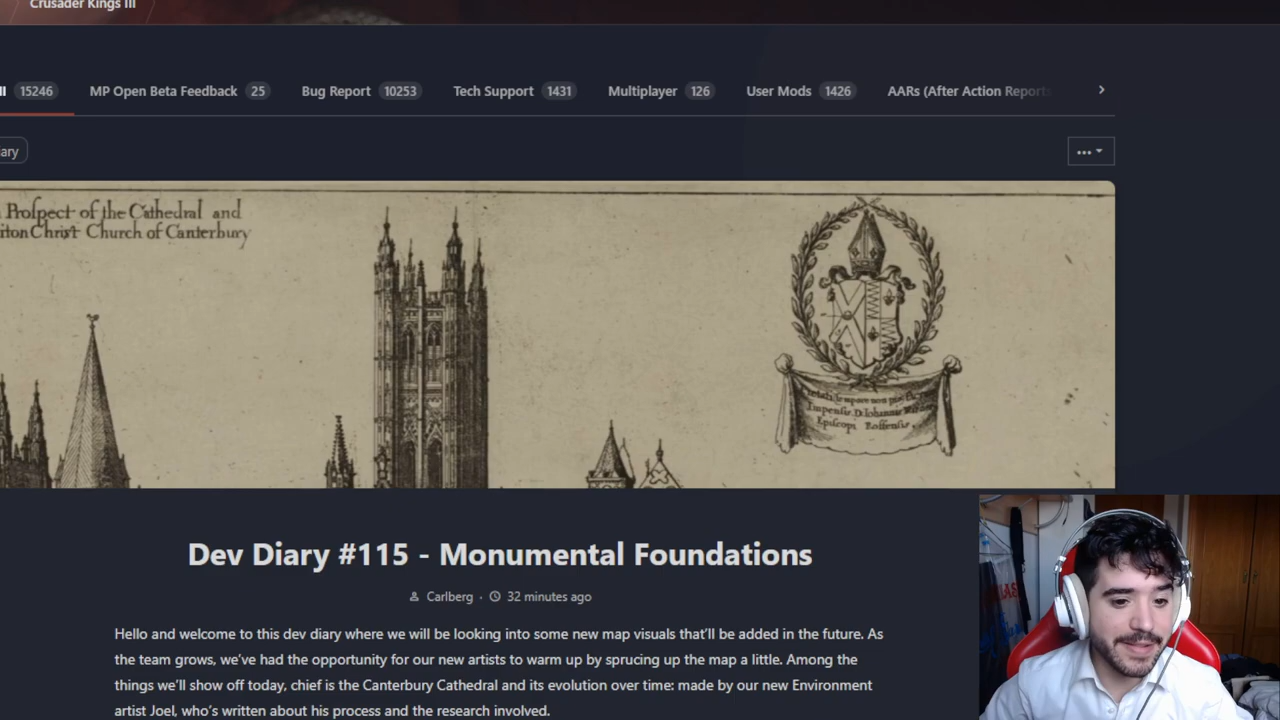 Crusader Kings III
15246 MP Open Beta Feedback 25 Bug Report 10253 Tech Support 1431 Multiplayer 126 User Mods 1426 AARs (After Action Reports
ary
Prospect of the Cathedral and
Christ Church of Canterbury
Episcopi Roffensis
Dev Diary #115 - Monumental Foundations
Carlberg · 32 minutes ago
Hello and welcome to this dev diary where we will be looking into some new map visuals that'll be added in the future. As
the team grows, we've had the opportunity for our new artists to warm up by sprucing up the map a little. Among the
things we'll show off today, chief is the Canterbury Cathedral and its evolution over time: made by our new Environment
artist Joel, who's written about his process and the research involved.